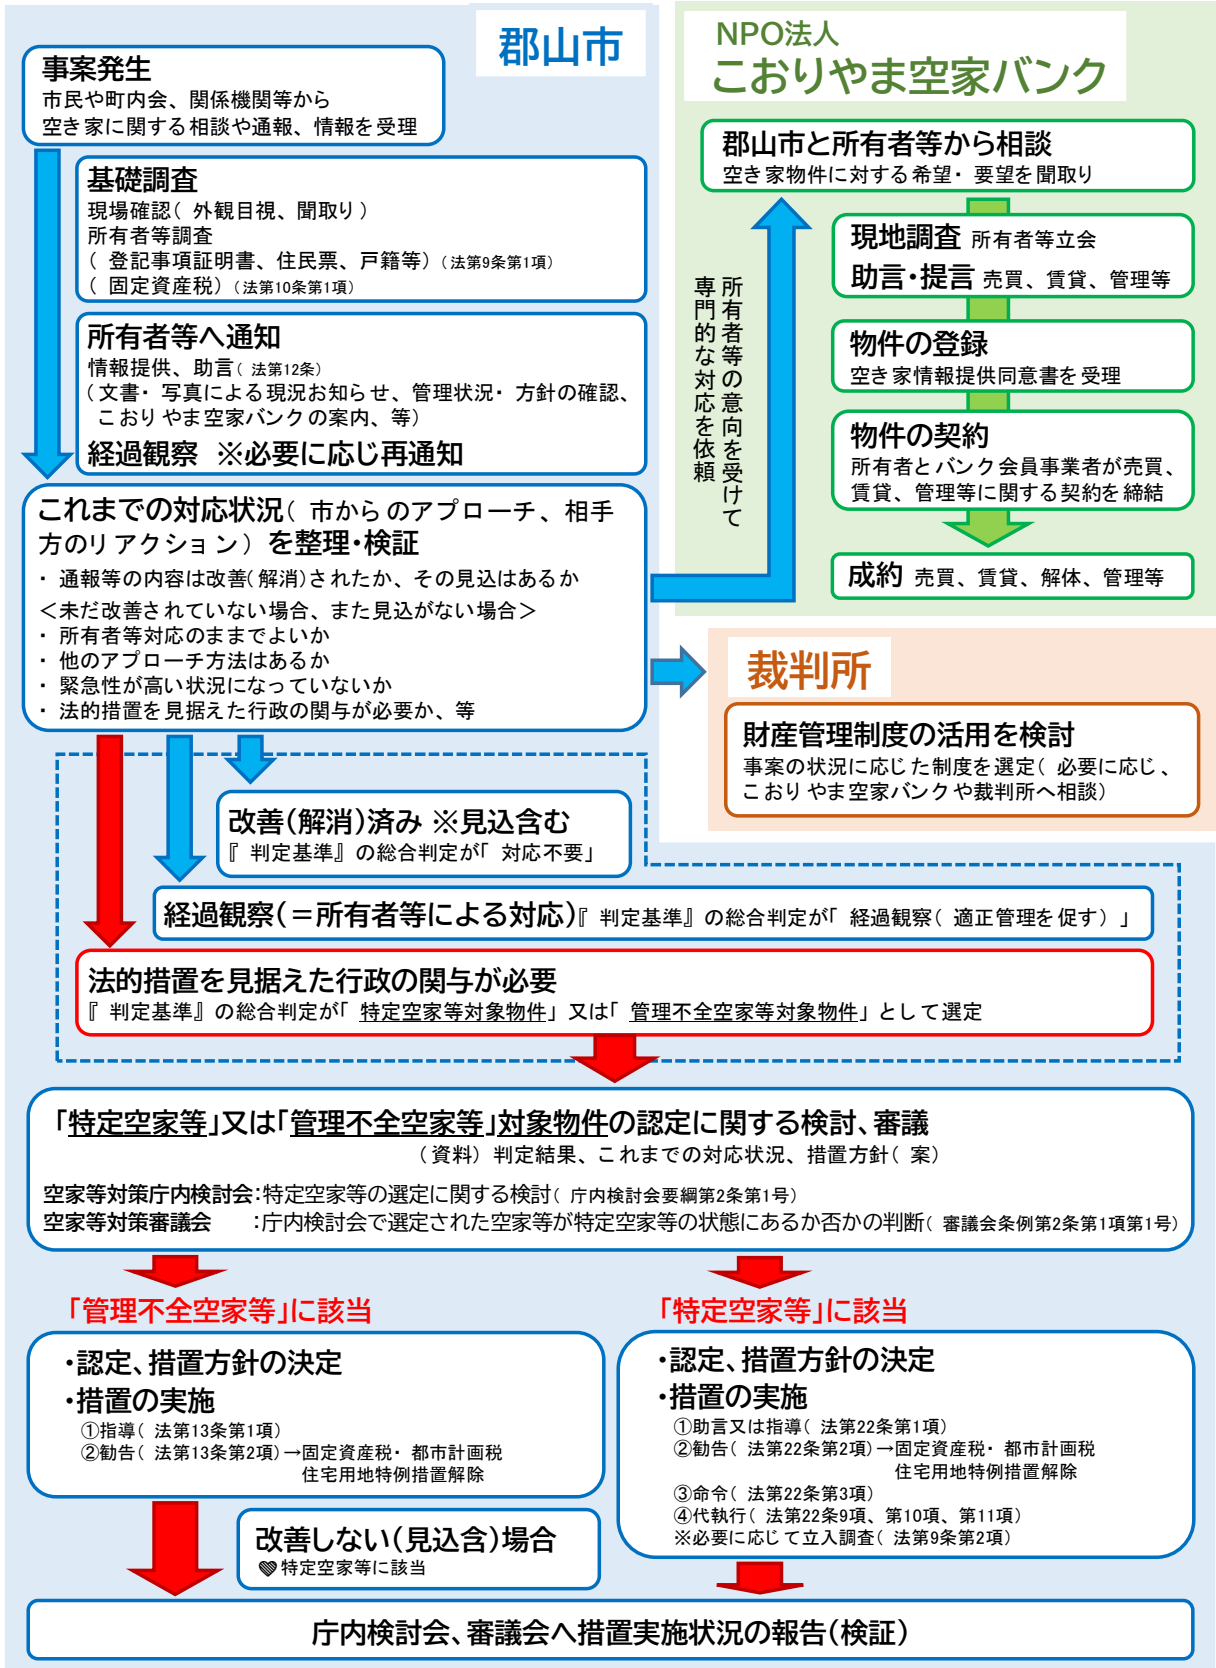 郡山市
事案発生
市民や町内会、関係機関等から
空き家に関する相談や通報、情報を受理
基礎調査
現場確認(外観目視、聞取り)
所有者等調査
(登記事項証明書、住民票、戸籍等)(法第9条第1項)
(固定資産税)(法第10条第1項)
所有者等へ通知
情報提供、助言(法第12条)
(文書・写真による現況お知らせ、管理状況・方針の確認、
こおりやま空家バンクの案内、等)
経過観察 ※必要に応じ再通知
これまでの対応状況(市からのアプローチ、相手
方のリアクション)を整理・検証
・通報等の内容は改善(解消)されたか、その見込はあるか
＜未だ改善されていない場合、また見込がない場合＞
・所有者等対応のままでよいか
・他のアプローチ方法はあるか
・緊急性が高い状況になっていないか
・法的措置を見据えた行政の関与が必要か、等
所有者等の意向を受けて
専門的な対応を依頼
NPO法人
こおりやま空家バンク
郡山市と所有者等から相談
空き家物件に対する希望・要望を聞取り
現地調査 所有者等立会
助言・提言 売買、賃貸、管理等
物件の登録
空き家情報提供同意書を受理
物件の契約
所有者とバンク会員事業者が売買、
賃貸、管理等に関する契約を締結
成約 売買、賃貸、解体、管理等
裁判所
財産管理制度の活用を検討
事案の状況に応じた制度を選定(必要に応じ、
こおりやま空家バンクや裁判所へ相談)
改善(解消)済み ※見込含む
『判定基準』の総合判定が「対応不要」
経過観察(＝所有者等による対応)『判定基準』の総合判定が「経過観察(適正管理を促す)」
法的措置を見据えた行政の関与が必要
『判定基準』の総合判定が「特定空家等対象物件」又は「管理不全空家等対象物件」として選定
「特定空家等」又は「管理不全空家等」対象物件の認定に関する検討、審議
(資料)判定結果、これまでの対応状況、措置方針(案)
空家等対策庁内検討会：特定空家等の選定に関する検討(庁内検討会要綱第2条第1号)
空家等対策審議会 ：庁内検討会で選定された空家等が特定空家等の状態にあるか否かの判断(審議会条例第2条第1項第1号)
「管理不全空家等」に該当
・認定、措置方針の決定
・措置の実施
①指導(法第13条第1項)
②勧告(法第13条第2項)→固定資産税・都市計画税
住宅用地特例措置解除
改善しない(見込含)場合
特定空家等に該当
「特定空家等」に該当
・認定、措置方針の決定
・措置の実施
①助言又は指導(法第22条第1項)
②勧告(法第22条第2項)→固定資産税・都市計画税
住宅用地特例措置解除
③命令(法第22条第3項)
④代執行(法第22条9項、第10項、第11項)
※必要に応じて立入調査(法第9条第2項)
庁内検討会、審議会へ措置実施状況の報告(検証)